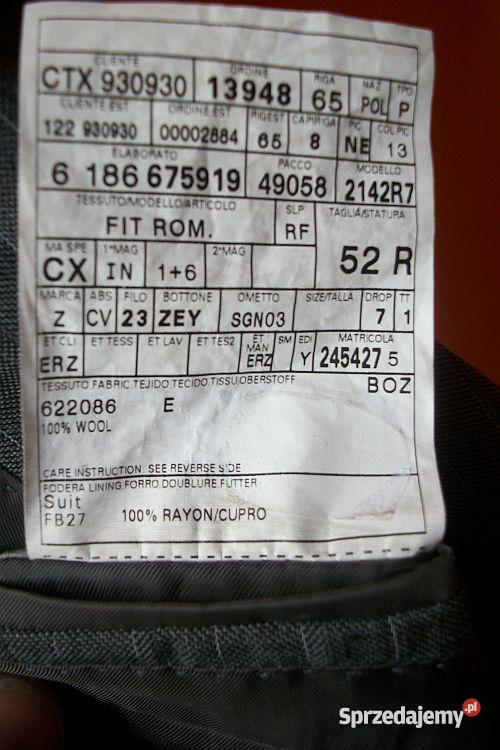 CLIENTE ORDINE RIGA NAZ TPO
CTX 930930 13948 65 POL P
CLIENTE EST ORDINE EST RIGEST CAPIRIGA PIC COL PIC
122 930930 00002884 65 8 NE 13
ELABORATO PACCO MODELLO
6 186 675919 49058 2142R7
TESSUTO/MODELLO/ARTICOLO SLP TAGLIA/STATURA
FIT ROM. RF 52 R
MA SPE 1°MAG 2°MAG
CX IN 1+6
MARCA ABS FILO BOTTONE OMETTO SIZE/TALLA DROP TT
Z CV 23 ZEY SGN03 7 1
ET CLI ET TESS ET LAV ET TES2 ET MAN SM EDI MATRICOLA
ERZ ERZ Y 245427 5
TESSUTO FABRIC TEJIDO TECIDO TISSU,OBERSTOFF BOZ
622086 E
100% WOOL
CARE INSTRUCTION: SEE REVERSE SIDE
FODERA LINING,FORRO,DOUBLURE,FUTTER
Suit
FB27 100% RAYON/CUPRO
Sprzedajemy.pl